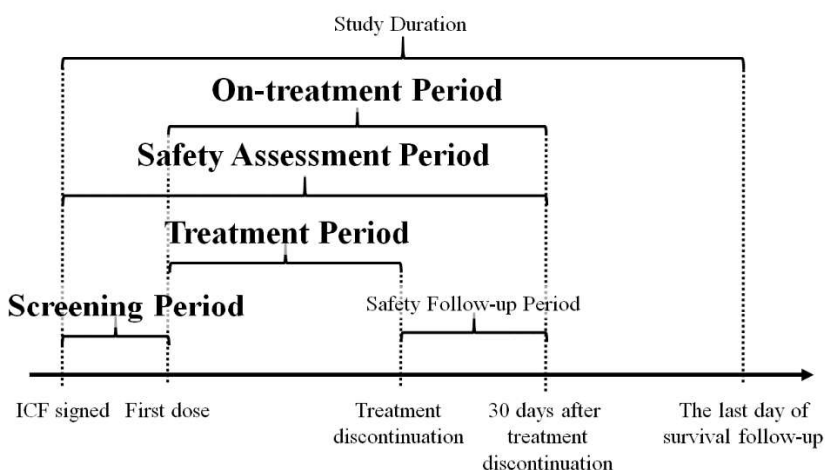 Study Duration
On-treatment Period
Safety Assessment Period
Treatment Period
Screening Period
Safety Follow-up Period
ICF signed
First dose
Treatment
discontinuation
30 days after
treatment
discontinuation
The last day of
survival follow-up